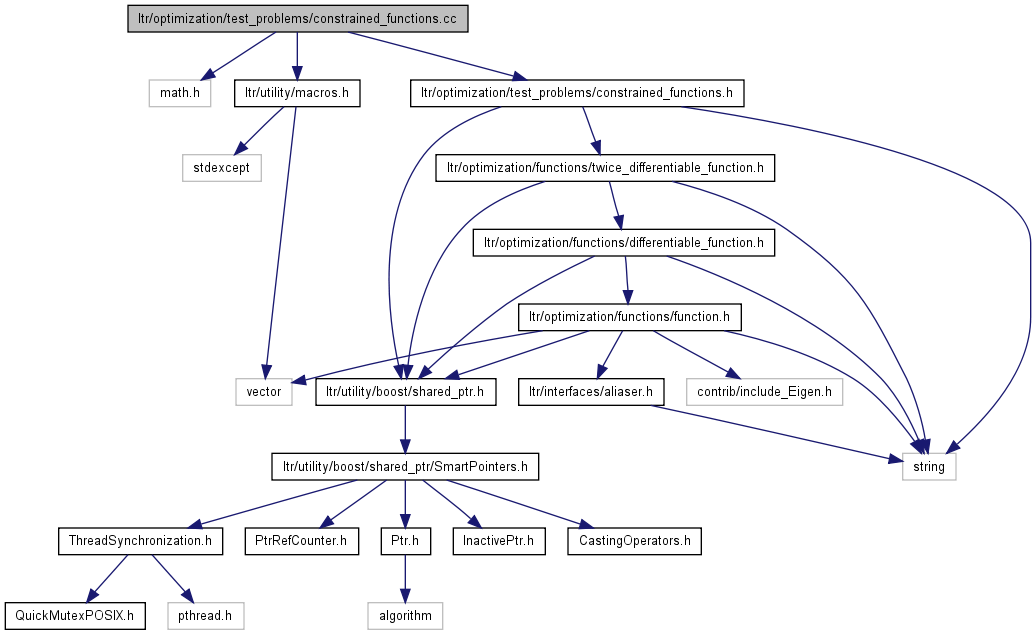 ltr/optimization/test_problems/constrained_functions.cc
math.h
ltr/utility/macros.h
ltr/optimization/test_problems/constrained_functions.h
stdexcept
ltr/optimization/functions/twice_differentiable_function.h
ltr/optimization/functions/differentiable_function.h
ltr/optimization/functions/function.h
vector
ltr/utility/boost/shared_ptr.h
ltr/interfaces/aliaser.h
contrib/include_Eigen.h
ltr/utility/boost/shared_ptr/SmartPointers.h
string
ThreadSynchronization.h
PtrRefCounter.h
Ptr.h
InactivePtr.h
CastingOperators.h
QuickMutexPOSIX.h
pthread.h
algorithm